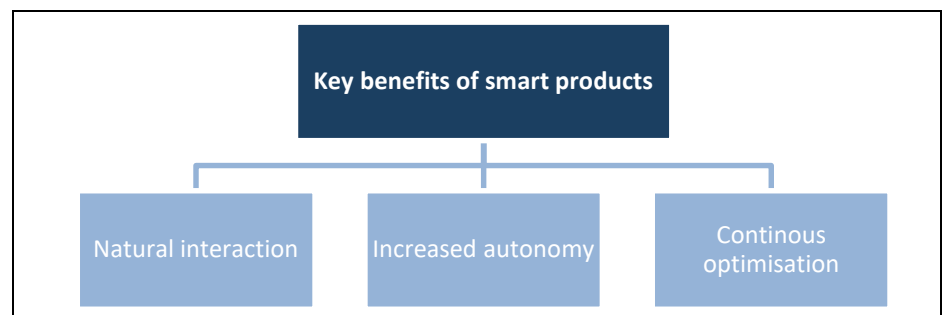 Key benefits of smart products
Natural interaction
Increased autonomy
Continous
optimisation